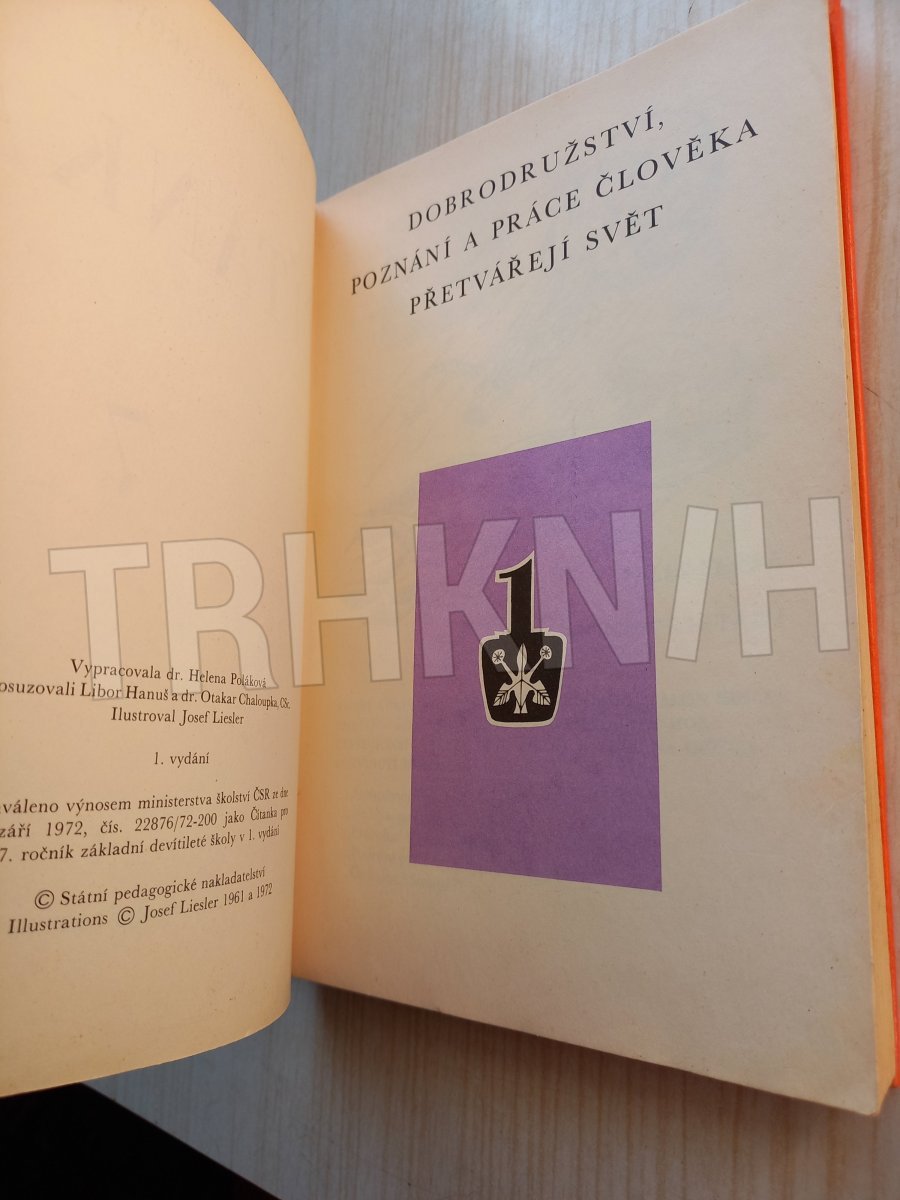 Vypracovala dr. Helena Poláková
osuzovali Libor Hanuš a dr. Otakar Chaloupka, CSc.
Ilustroval Josef Liesler
1. vydání
váleno výnosem ministerstva školství ČSR ze dne
září 1972, čís. 22876/72-200 jako Čítanka pro
7. ročník základní devítileté školy v 1. vydání
© Státní pedagogické nakladatelství
Illustrations © Josef Liesler 1961 a 1972
DOBRODRUŽSTVÍ,
POZNÁNÍ A PRÁCE ČLOVĚKA
PŘETVÁŘEJÍ SVĚT
1
TRHKNIH